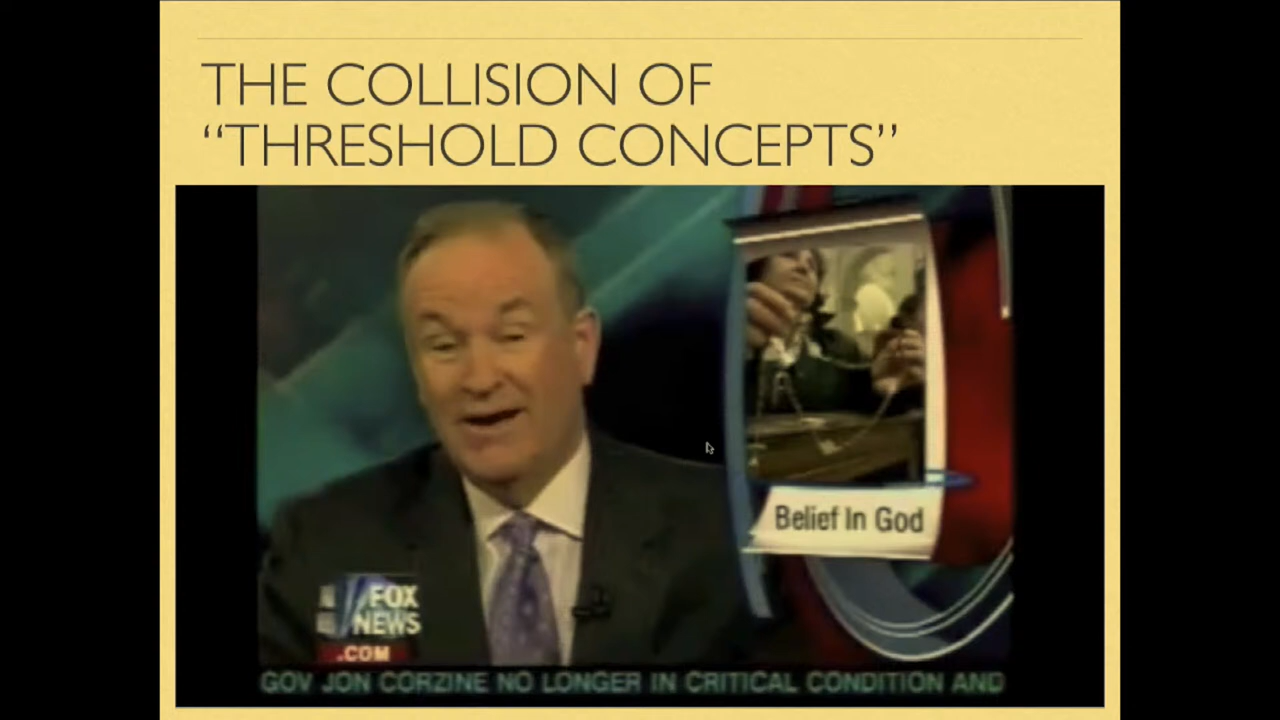 THE COLLISION OF
“THRESHOLD CONCEPTS”
Belief In God
FOX
NEWS
.COM
GOV JON CORZINE NO LONGER IN CRITICAL CONDITION AND